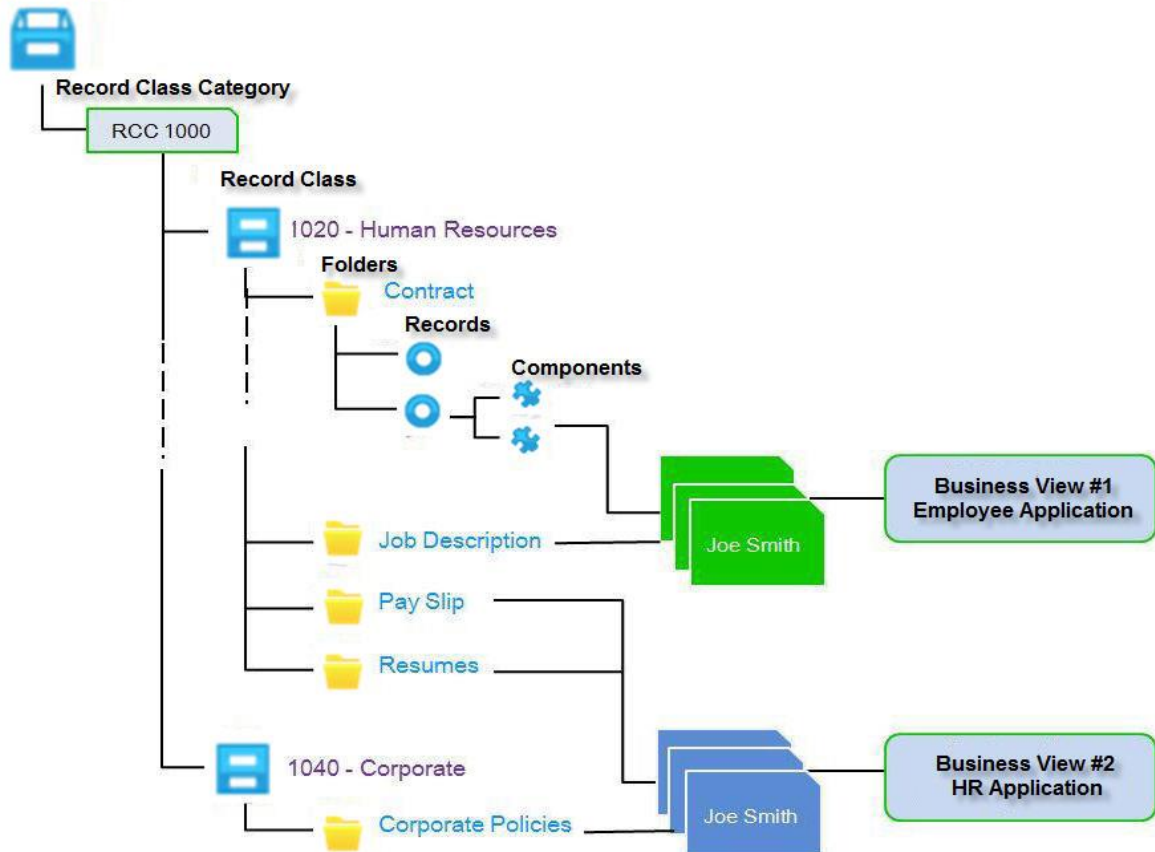 Record Class Category
RCC 1000
Record Class
1020 - Human Resources
Folders
Contract
Records
Components
Business View #1
Employee Application
Joe Smith
Job Description
Pay Slip
Resumes
1040 - Corporate
Business View #2
HR Application
Joe Smith
Corporate Policies